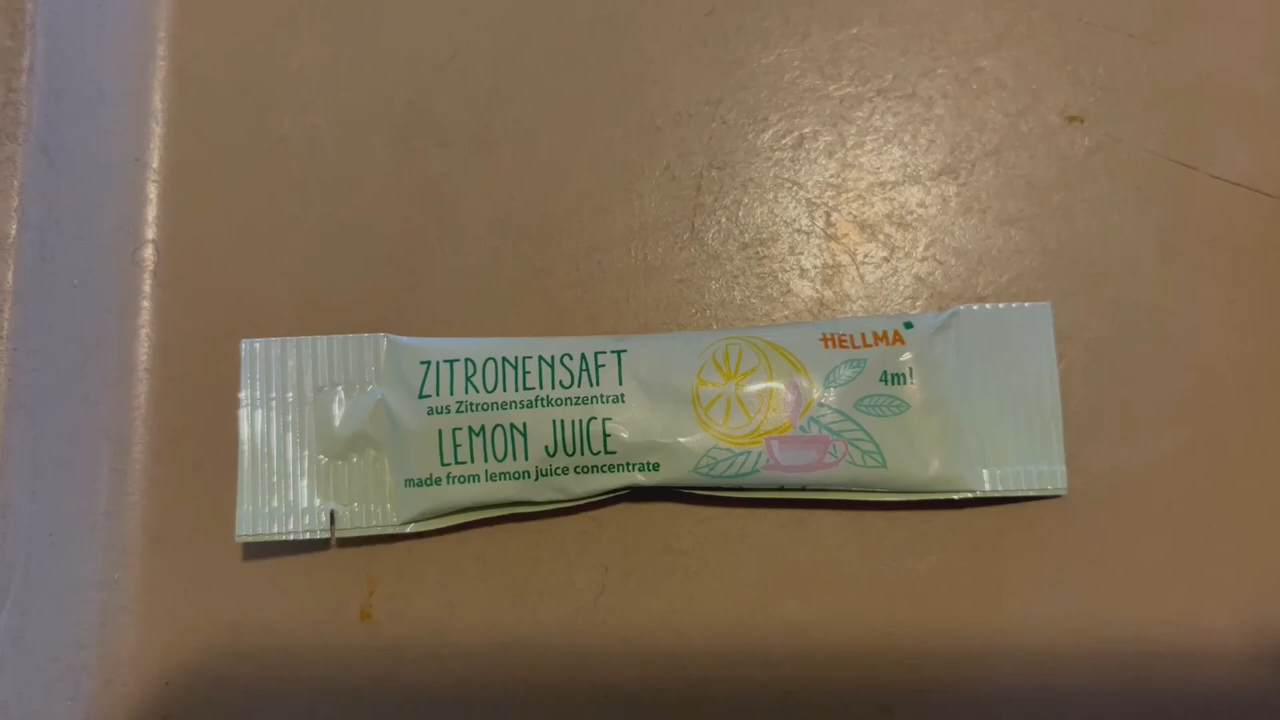 ZITRONENSAFT
aus Zitronensaftkonzentrat
LEMON JUICE
made from lemon juice concentrate
HELLMA
4ml